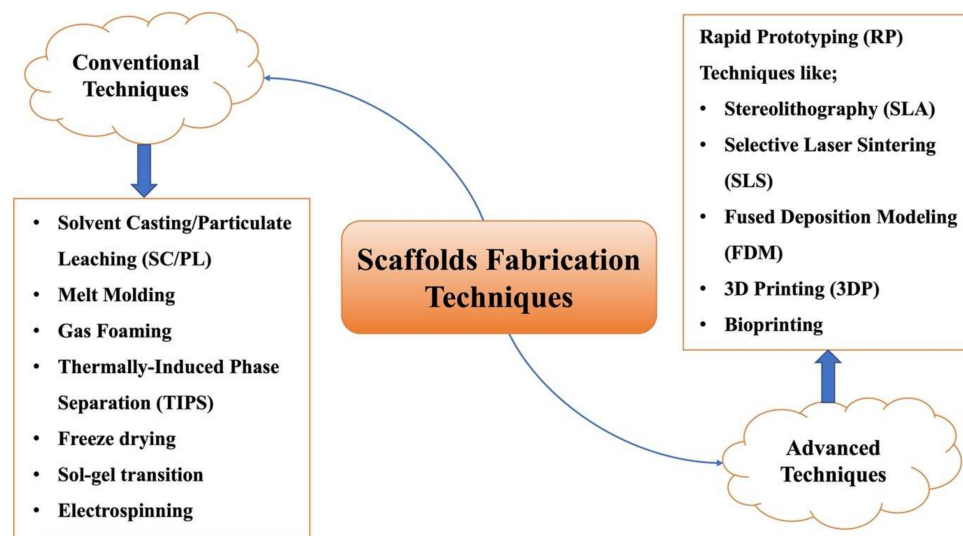 Conventional
Techniques
• Solvent Casting/Particulate
Leaching (SC/PL)
• Melt Molding
• Gas Foaming
• Thermally-Induced Phase
Separation (TIPS)
• Freeze drying
• Sol-gel transition
• Electrospinning
Scaffolds Fabrication
Techniques
Rapid Prototyping (RP)
Techniques like;
• Stereolithography (SLA)
• Selective Laser Sintering
(SLS)
• Fused Deposition Modeling
(FDM)
• 3D Printing (3DP)
• Bioprinting
Advanced
Techniques